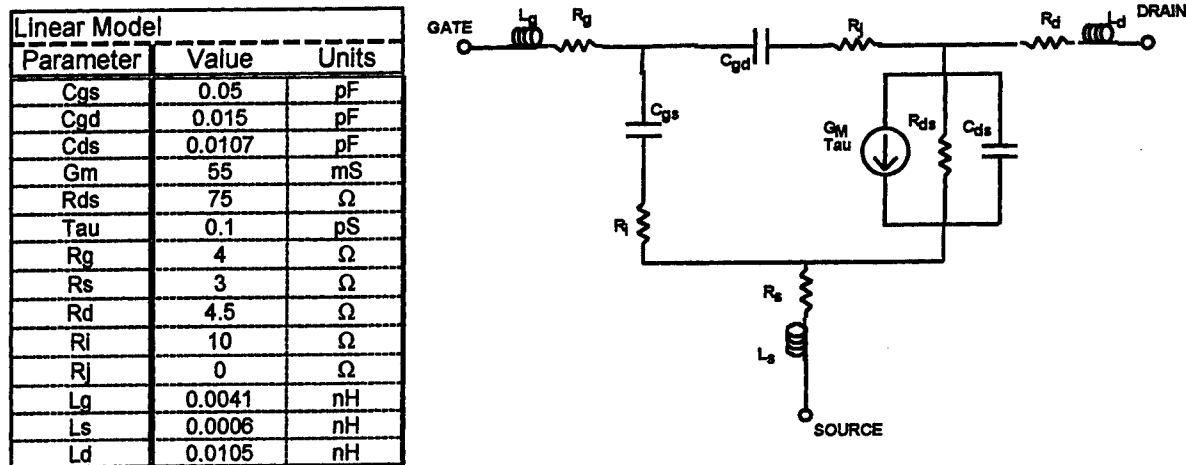 Linear Model
Parameter Value Units
Cgs 0.05 pF
Cgd 0.015 pF
Cds 0.0107 pF
Gm 55 mS
Rds 75 Ω
Tau 0.1 pS
Rg 4 Ω
Rs 3 Ω
Rd 4.5 Ω
Ri 10 Ω
Rj 0 Ω
Lg 0.0041 nH
Ls 0.0006 nH
Ld 0.0105 nH
GATE
Lg
Rg
Cgd
Rj
Rd
Ld
DRAIN
Cgs
Ri
GM
Tau
Rds
Cds
Rs
Ls
SOURCE